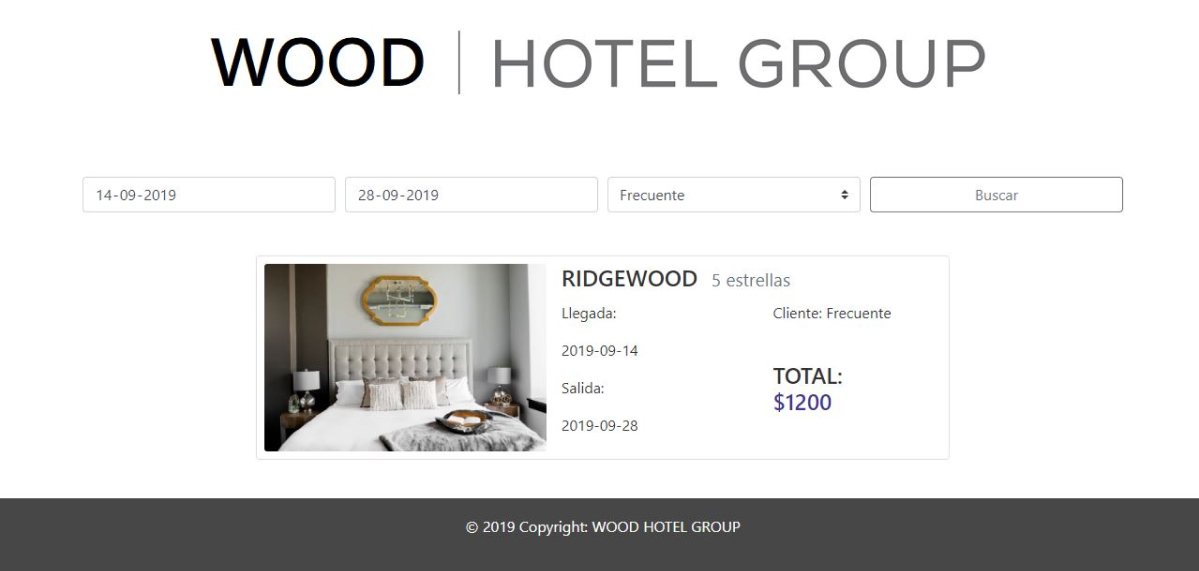 WOOD | HOTEL GROUP
14-09-2019
28-09-2019
Frecuente
Buscar
RIDGEWOOD 5 estrellas
Llegada:
2019-09-14
Salida:
2019-09-28
Cliente: Frecuente
TOTAL:
$1200
© 2019 Copyright: WOOD HOTEL GROUP